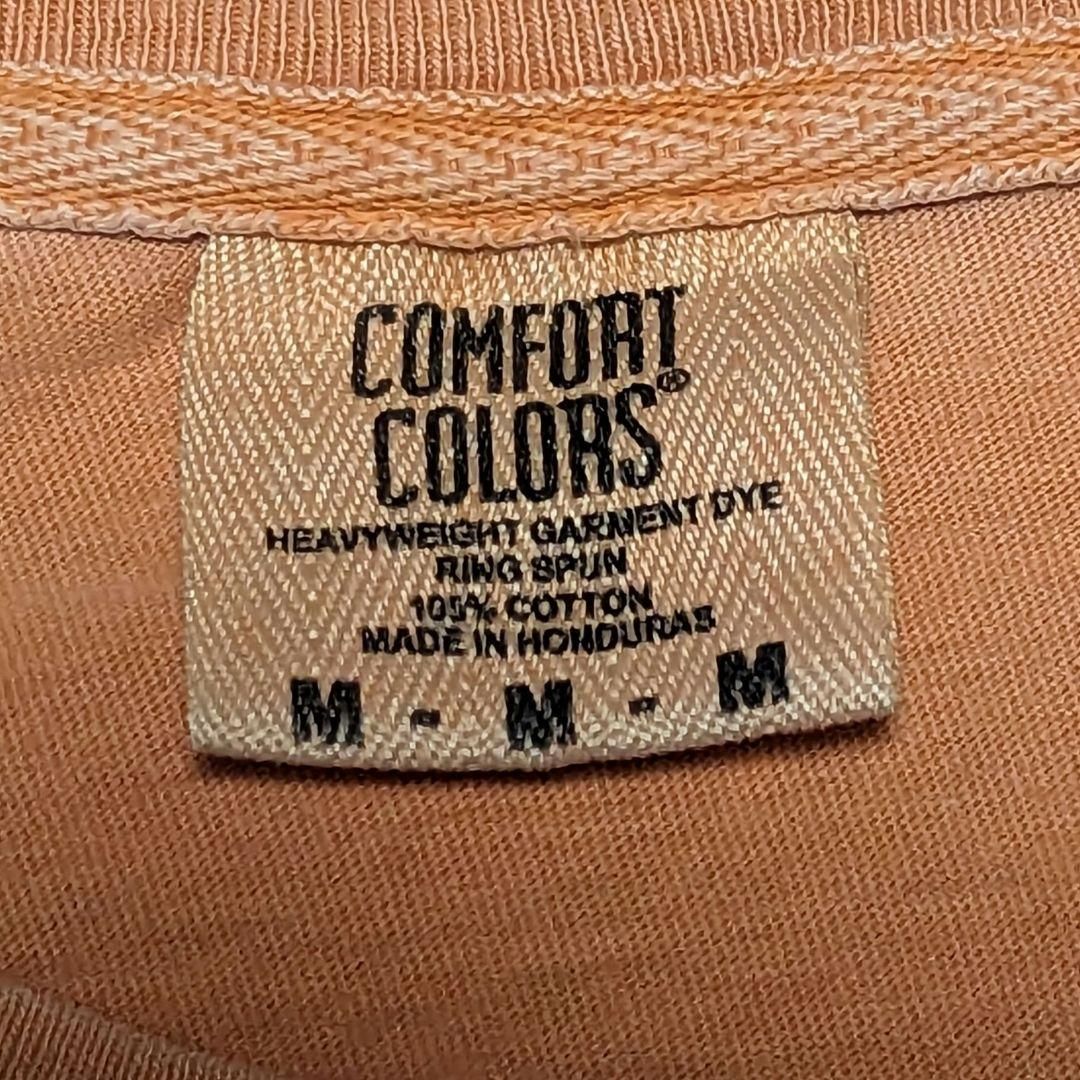 COMFORT
COLORS®
HEAVYWEIGHT GARMENT DYE
RING SPUN
100% COTTON
MADE IN HONDURAS
M - M - M